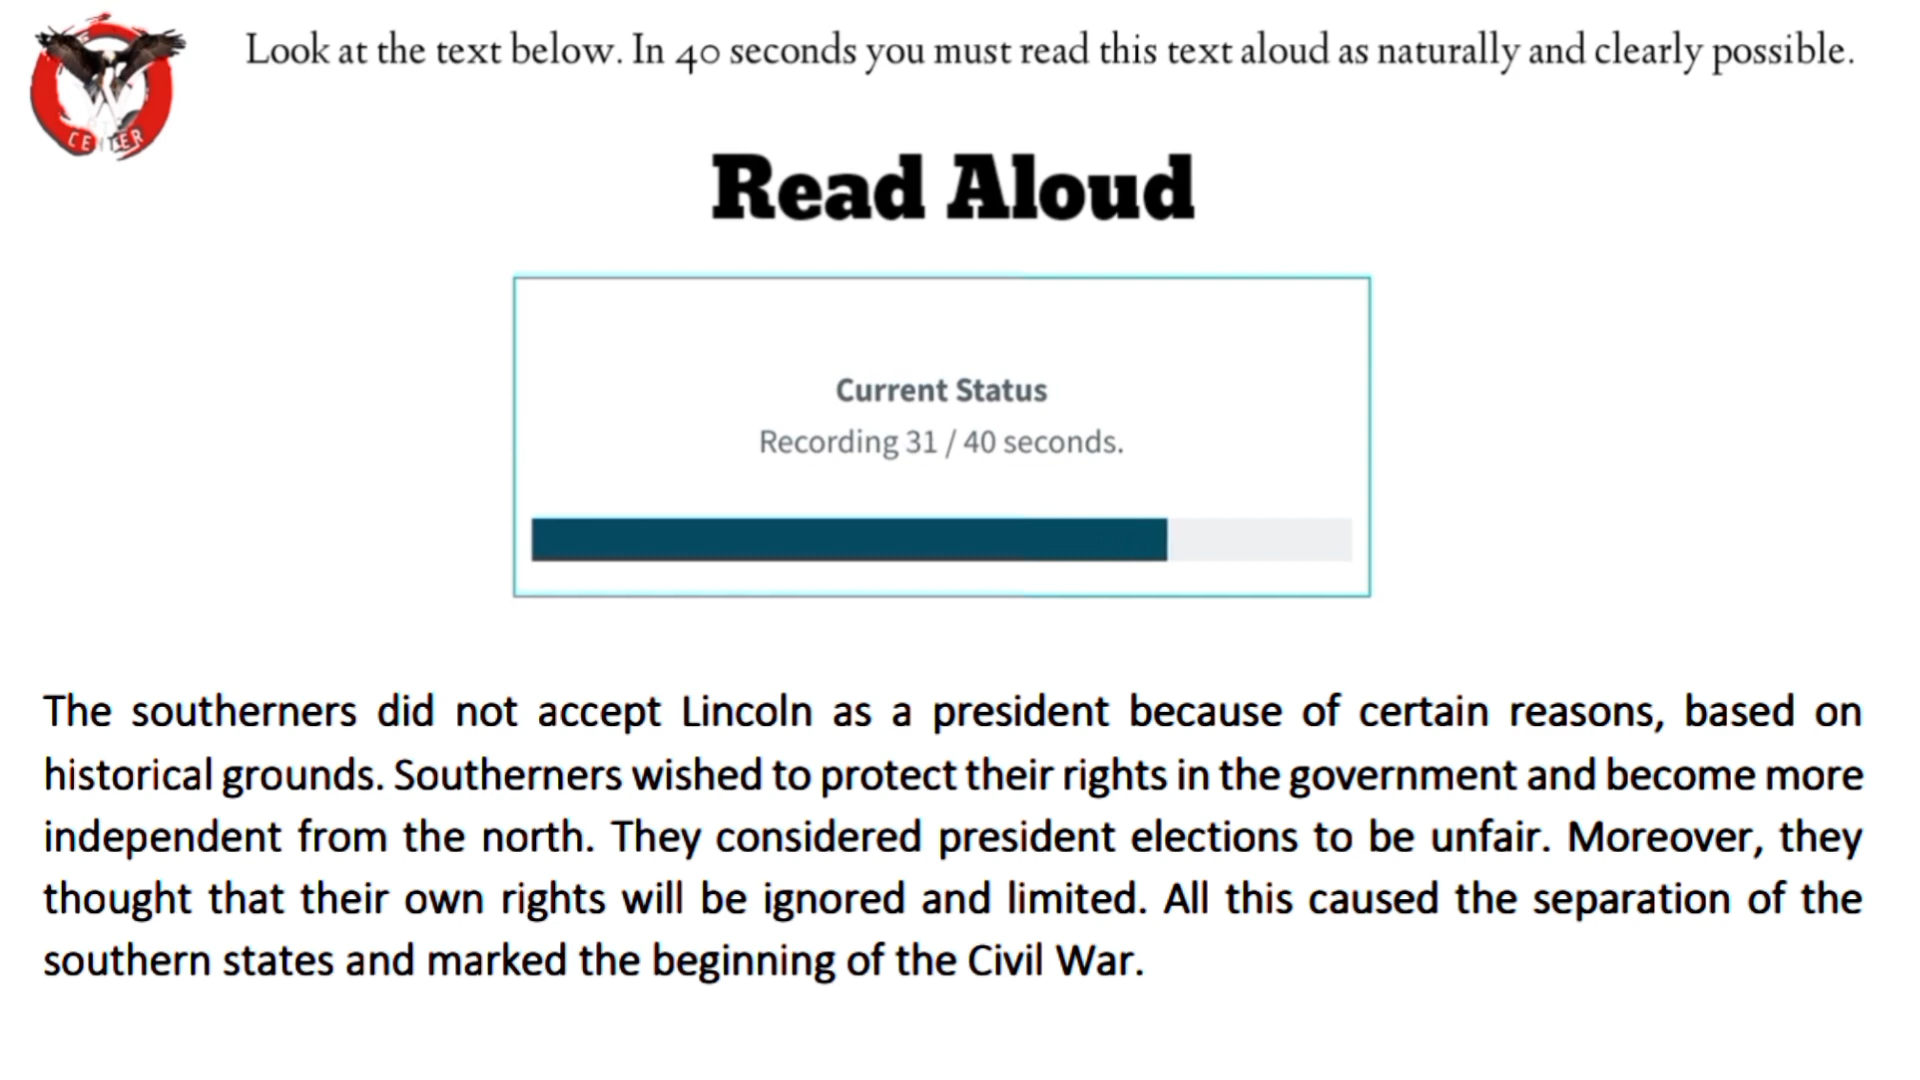 Look at the text below. In 40 seconds you must read this text aloud as naturally and clearly possible.
CENTER
Read Aloud
Current Status
Recording 31 / 40 seconds.
The southerners did not accept Lincoln as a president because of certain reasons, based on
historical grounds. Southerners wished to protect their rights in the government and become more
independent from the north. They considered president elections to be unfair. Moreover, they
thought that their own rights will be ignored and limited. All this caused the separation of the
southern states and marked the beginning of the Civil War.